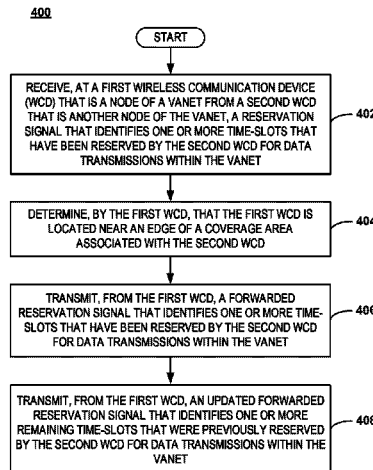 400
START
RECEIVE, AT A FIRST WIRELESS COMMUNICATION DEVICE
(WCD) THAT IS A NODE OF A VANET FROM A SECOND WCD
THAT IS ANOTHER NODE OF THE VANET, A RESERVATION
SIGNAL THAT IDENTIFIES ONE OR MORE TIME-SLOTS THAT
HAVE BEEN RESERVED BY THE SECOND WCD FOR DATA
TRANSMISSIONS WITHIN THE VANET
402
DETERMINE, BY THE FIRST WCD, THAT THE FIRST WCD IS
LOCATED NEAR AN EDGE OF A COVERAGE AREA
ASSOCIATED WITH THE SECOND WCD
404
TRANSMIT, FROM THE FIRST WCD, A FORWARDED
RESERVATION SIGNAL THAT IDENTIFIES ONE OR MORE TIME-
SLOTS THAT HAVE BEEN RESERVED BY THE SECOND WCD
FOR DATA TRANSMISSIONS WITHIN THE VANET
406
TRANSMIT, FROM THE FIRST WCD, AN UPDATED FORWARDED
RESERVATION SIGNAL THAT IDENTIFIES ONE OR MORE
REMAINING TIME-SLOTS THAT WERE PREVIOUSLY RESERVED
BY THE SECOND WCD FOR DATA TRANSMISSIONS WITHIN THE
VANET
408